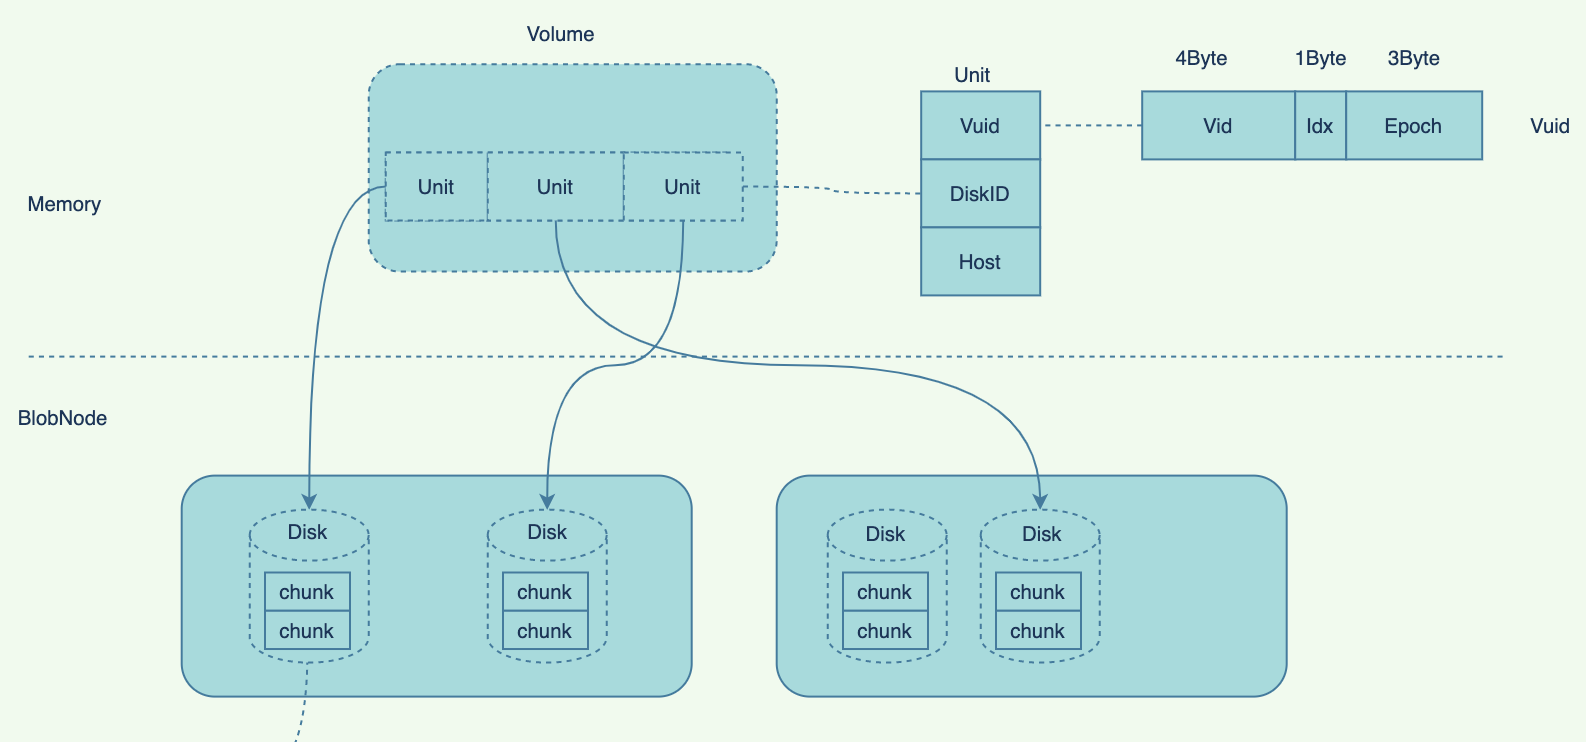 Volume
Unit Unit Unit
Memory
Unit
Vuid
DiskID
Host
4Byte 1Byte 3Byte
Vid Idx Epoch
Vuid
BlobNode
Disk
chunk
chunk
Disk
chunk
chunk
Disk
chunk
chunk
Disk
chunk
chunk